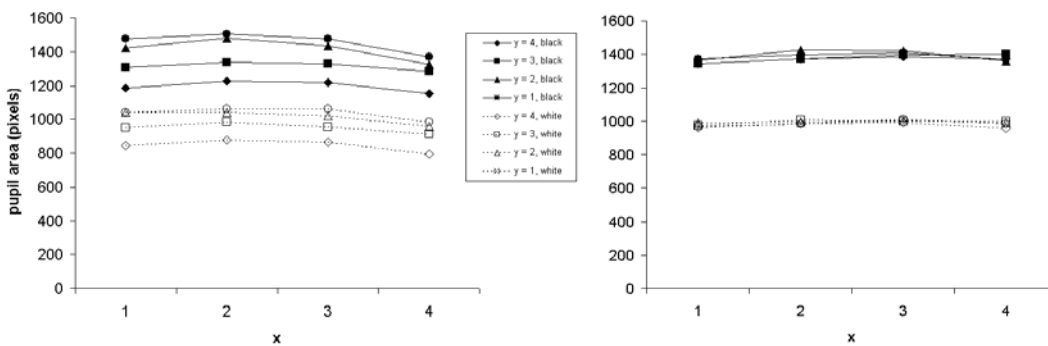 1600
1400
1200
1000
800
600
400
200
0
pupil area (pixels)
1 2 3 4
x
y = 4, black
y = 3, black
y = 2, black
y = 1, black
y = 4, white
y = 3, white
y = 2, white
y = 1, white
1600
1400
1200
1000
800
600
400
200
0
1 2 3 4
x